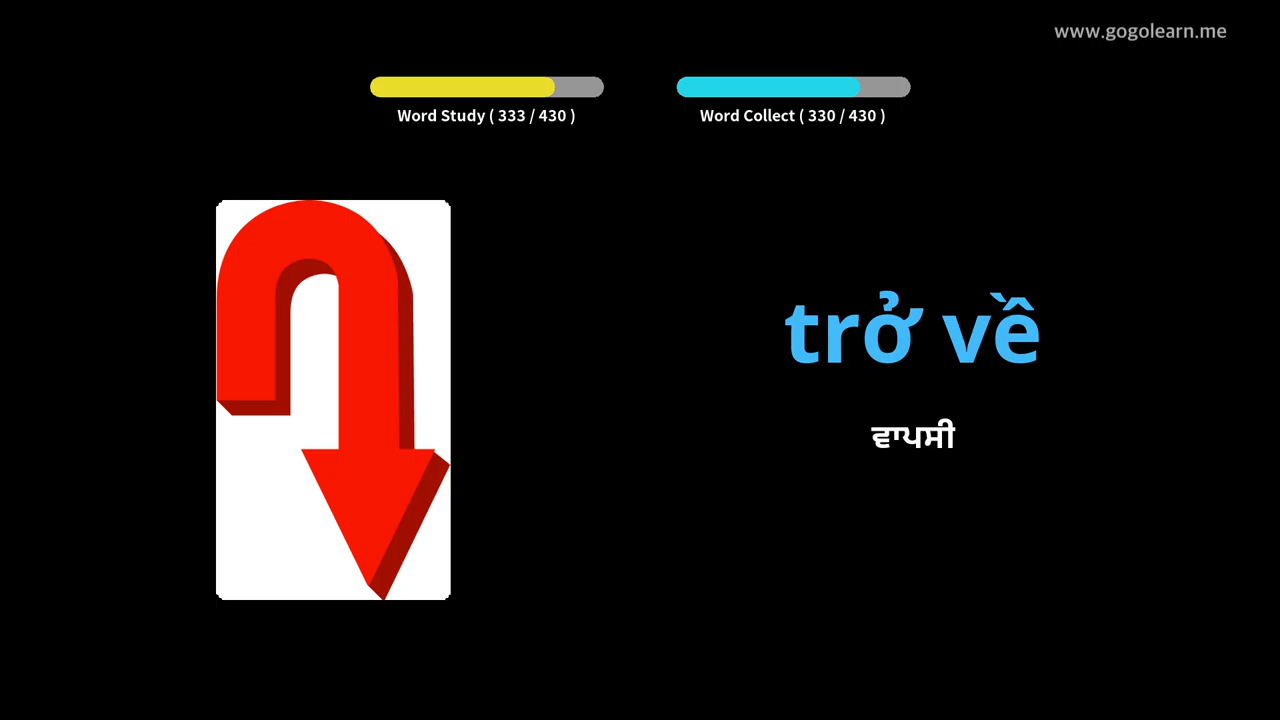 www.gogolearn.me
Word Study ( 333 / 430 )
Word Collect ( 330 / 430 )
trở về
ਵਾਪਸੀ